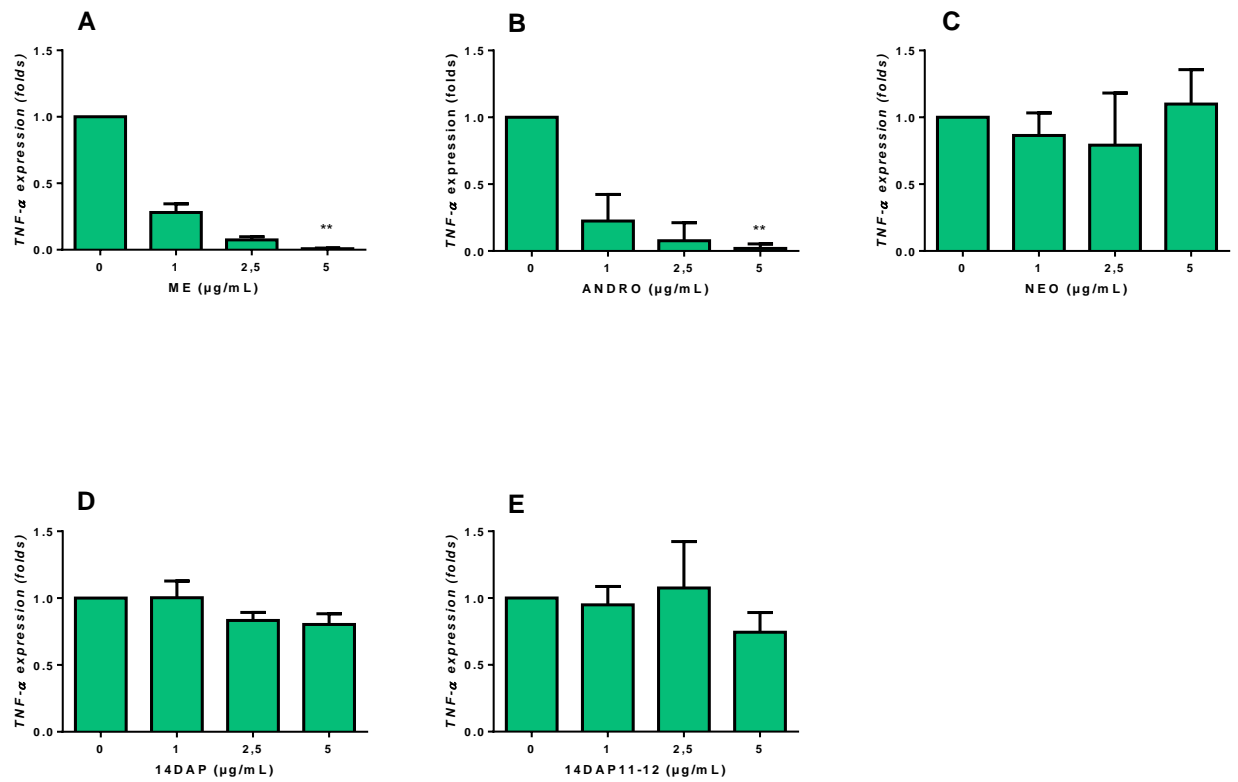 A
TNF-α expression (folds)
1.5
1.0
0.5
0.0
**
0 1 2,5 5
ME (µg/mL)
B
TNF-α expression (folds)
1.5
1.0
0.5
0.0
**
0 1 2,5 5
ANDRO (µg/mL)
C
TNF-α expression (folds)
1.5
1.0
0.5
0.0
0 1 2,5 5
NEO (µg/mL)
D
TNF-α expression (folds)
1.5
1.0
0.5
0.0
0 1 2,5 5
14DAP (µg/mL)
E
TNF-α expression (folds)
1.5
1.0
0.5
0.0
0 1 2,5 5
14DAP11-12 (µg/mL)